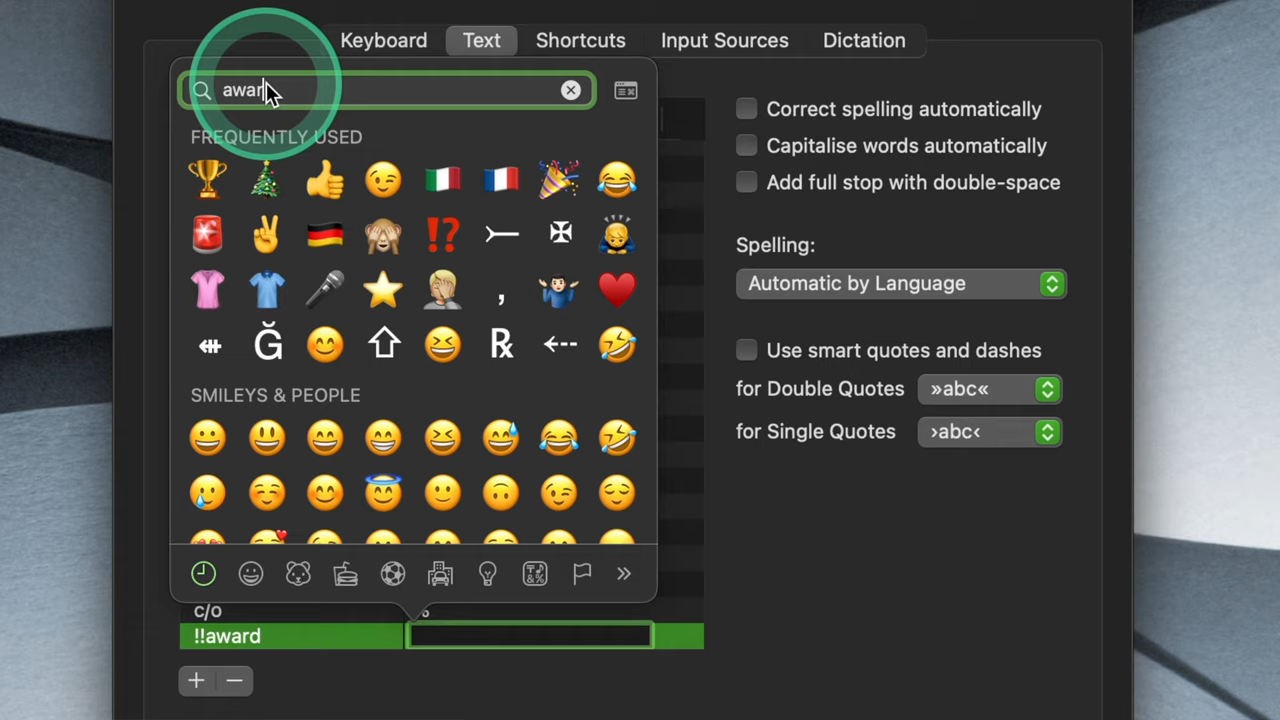 Keyboard Text Shortcuts Input Sources Dictation
awar
FREQUENTLY USED
SMILEYS & PEOPLE
c/o
!!award
Correct spelling automatically
Capitalise words automatically
Add full stop with double-space
Spelling:
Automatic by Language
Use smart quotes and dashes
for Double Quotes »abc«
for Single Quotes ›abc‹